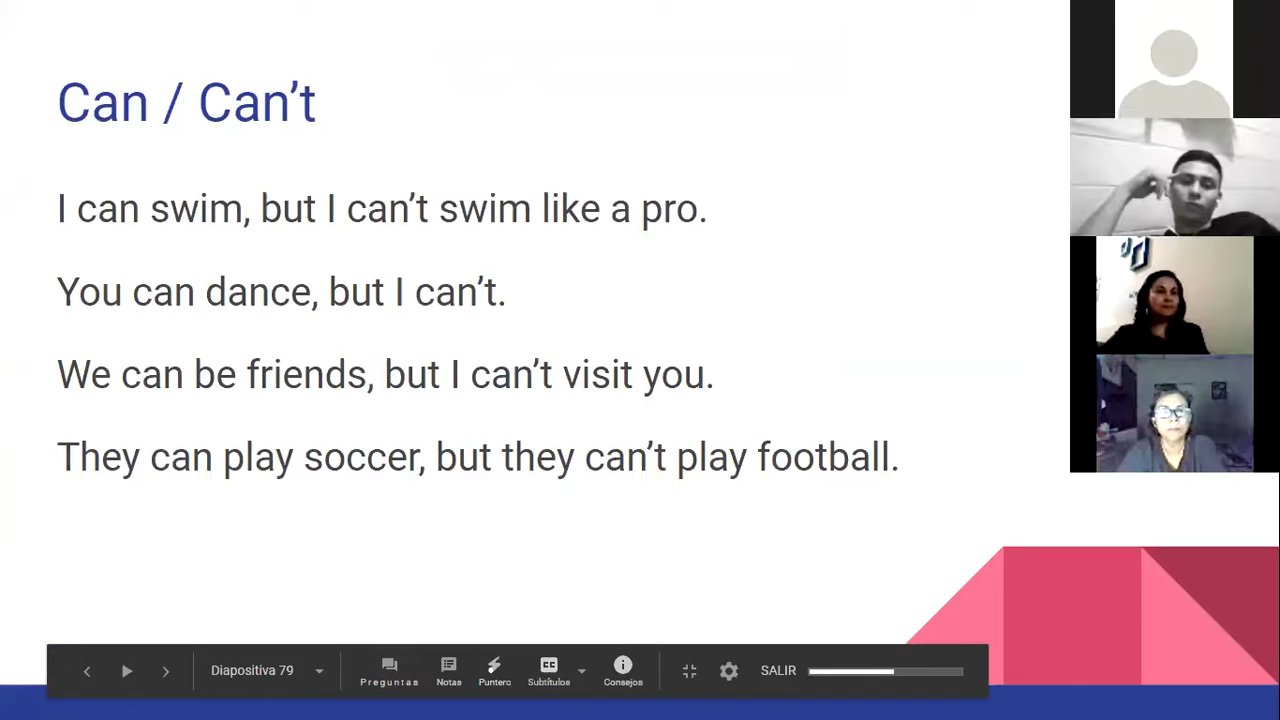 Can / Can’t
I can swim, but I can’t swim like a pro.
You can dance, but I can’t.
We can be friends, but I can’t visit you.
They can play soccer, but they can’t play football.
Diapositiva 79
Preguntas
Notas
Puntero
CC
Subtítulos
Consejos
SALIR